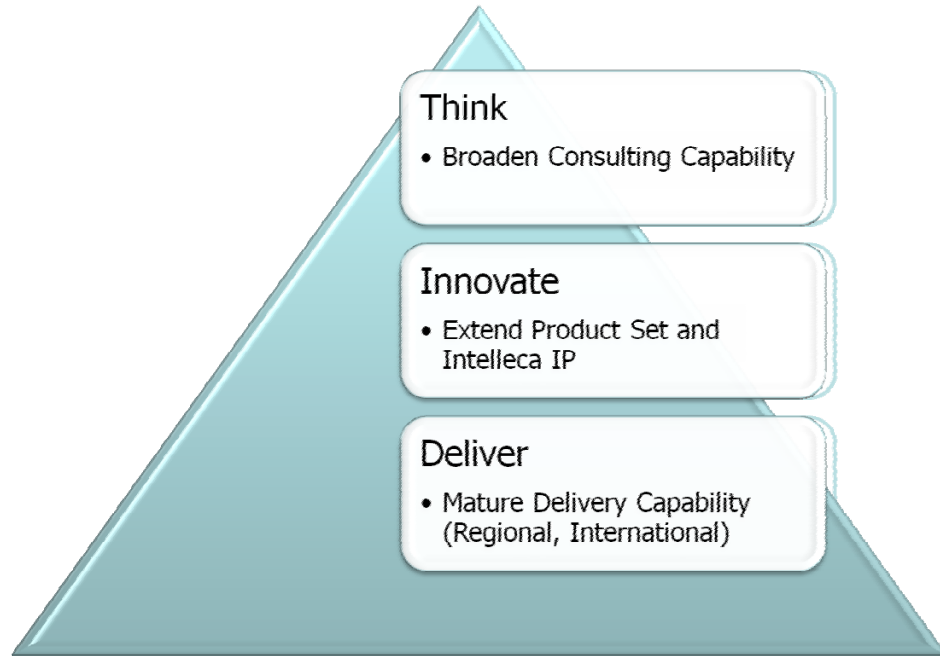 Think
• Broaden Consulting Capability
Innovate
• Extend Product Set and
Intelleca IP
Deliver
• Mature Delivery Capability
(Regional, International)